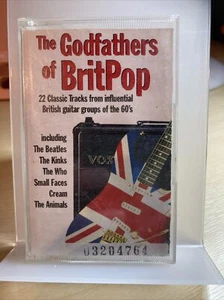 The Godfathers
of BritPop
22 Classic Tracks from influential
British guitar groups of the 60's
including
The Beatles
The Kinks
The Who
Small Faces
Cream
The Animals
VOX
03204764